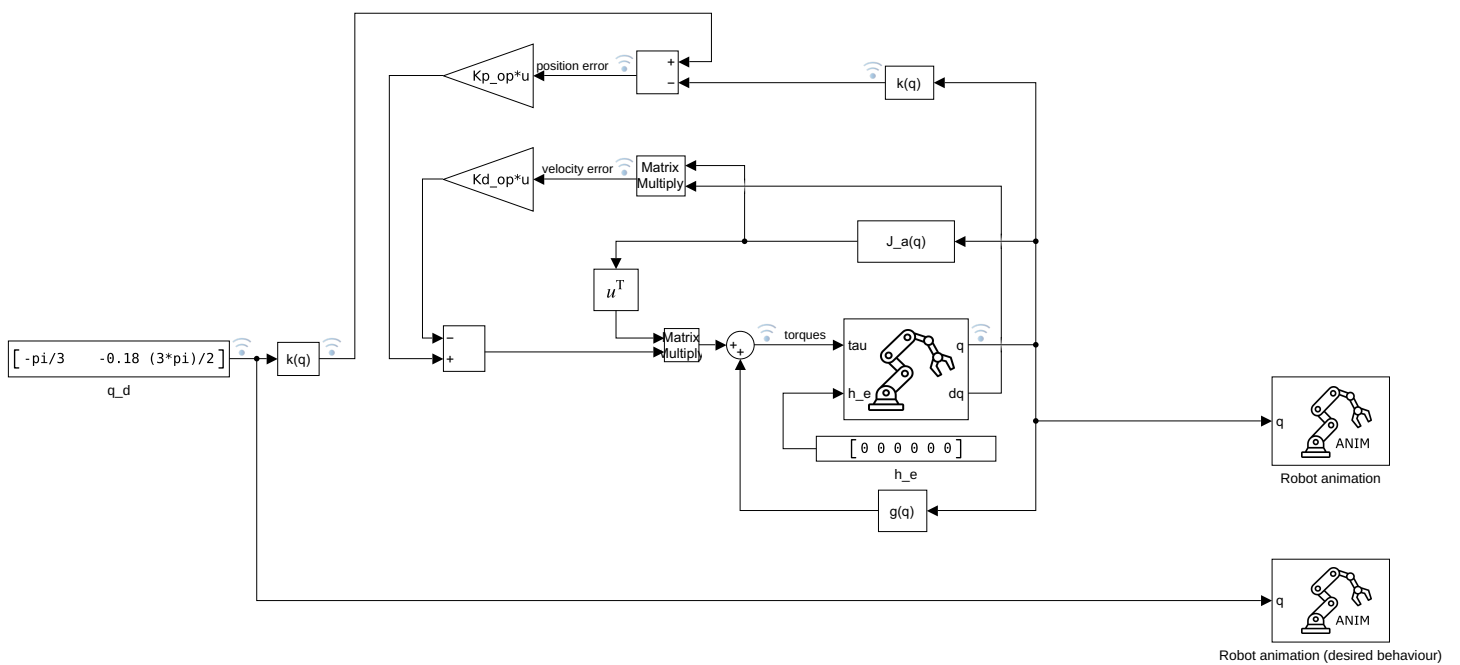 Kp_op*u
position error
+
−
k(q)
Kd_op*u
velocity error
Matrix
Multiply
J_a(q)
uT
[-pi/3 -0.18 (3*pi)/2]
q_d
k(q)
−
+
Matrix
Multiply
+
+
torques
tau
q
h_e
dq
[0 0 0 0 0 0]
h_e
g(q)
q
ANIM
Robot animation
q
ANIM
Robot animation (desired behaviour)